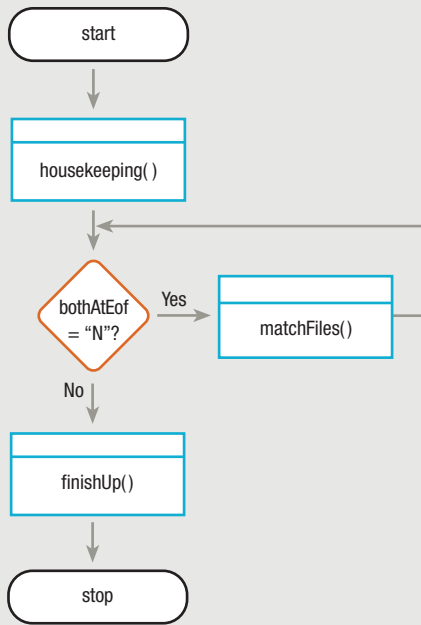 start
housekeeping( )
bothAtEof
= “N”?
Yes
matchFiles()
No
finishUp()
stop